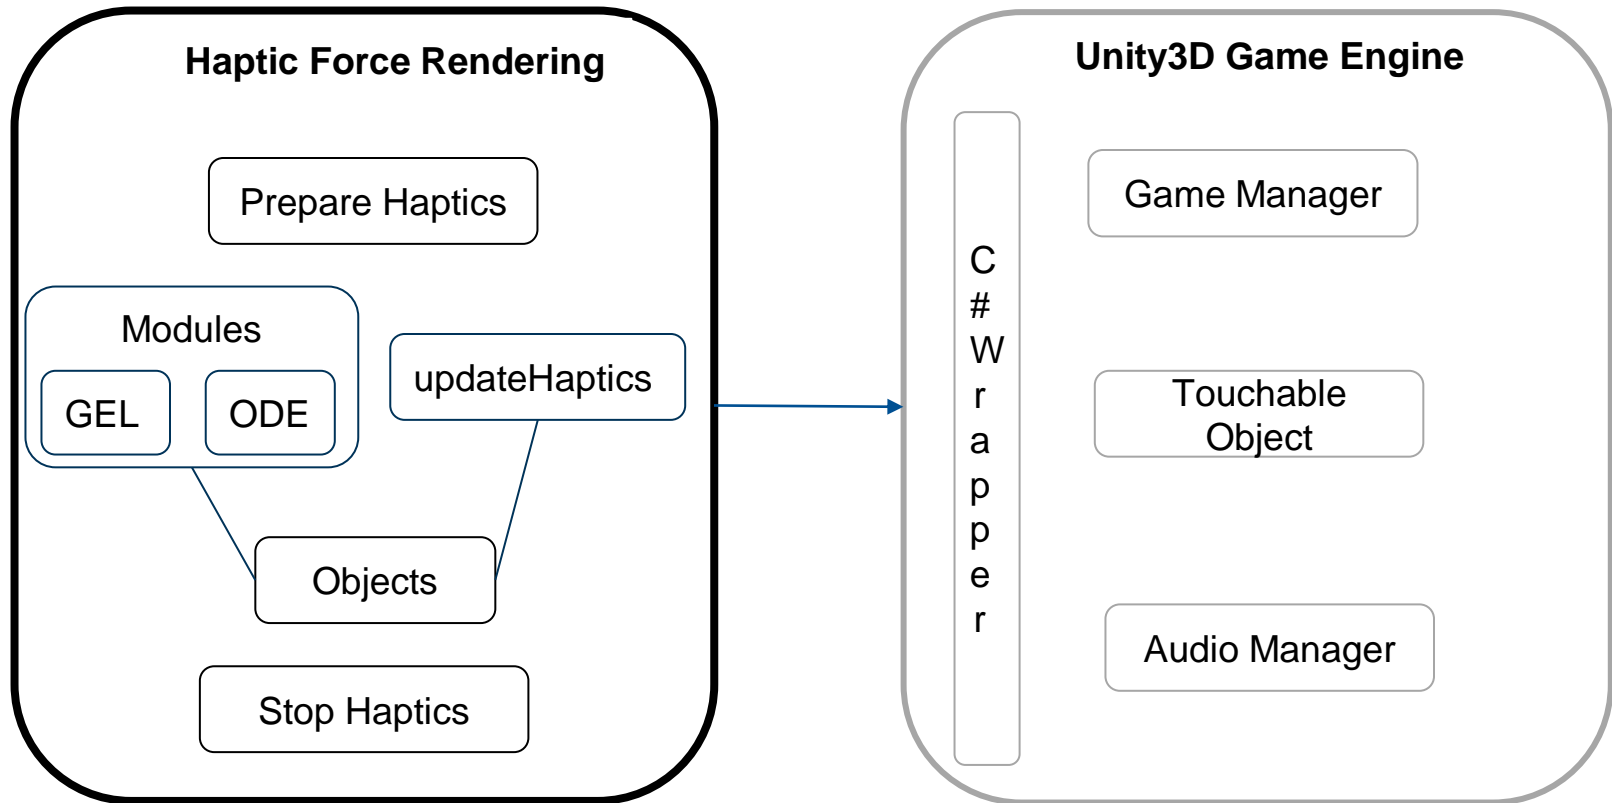 Haptic Force Rendering
Prepare Haptics
Modules
GEL
ODE
updateHaptics
Objects
Stop Haptics
Unity3D Game Engine
C
#
W
r
a
p
p
e
r
Game Manager
Touchable
Object
Audio Manager